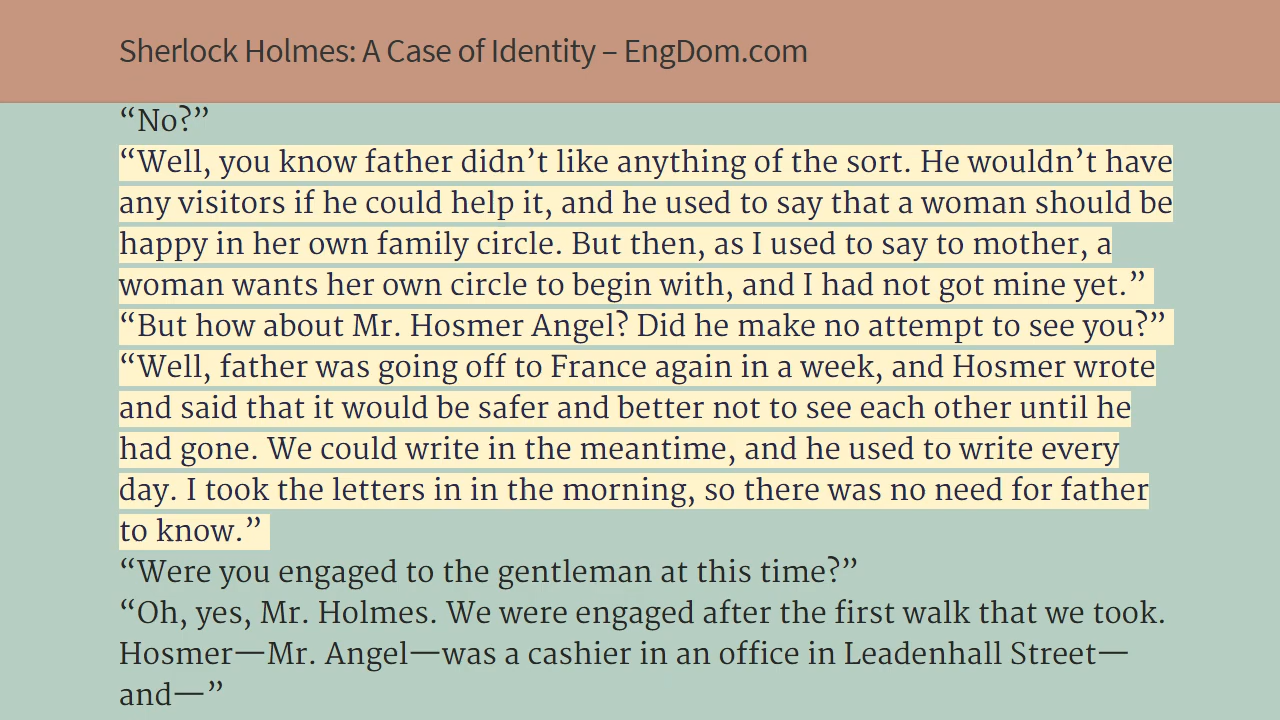 Sherlock Holmes: A Case of Identity – EngDom.com
“No?”
“Well, you know father didn’t like anything of the sort. He wouldn’t have
any visitors if he could help it, and he used to say that a woman should be
happy in her own family circle. But then, as I used to say to mother, a
woman wants her own circle to begin with, and I had not got mine yet.”
“But how about Mr. Hosmer Angel? Did he make no attempt to see you?”
“Well, father was going off to France again in a week, and Hosmer wrote
and said that it would be safer and better not to see each other until he
had gone. We could write in the meantime, and he used to write every
day. I took the letters in in the morning, so there was no need for father
to know.”
“Were you engaged to the gentleman at this time?”
“Oh, yes, Mr. Holmes. We were engaged after the first walk that we took.
Hosmer—Mr. Angel—was a cashier in an office in Leadenhall Street—
and—”